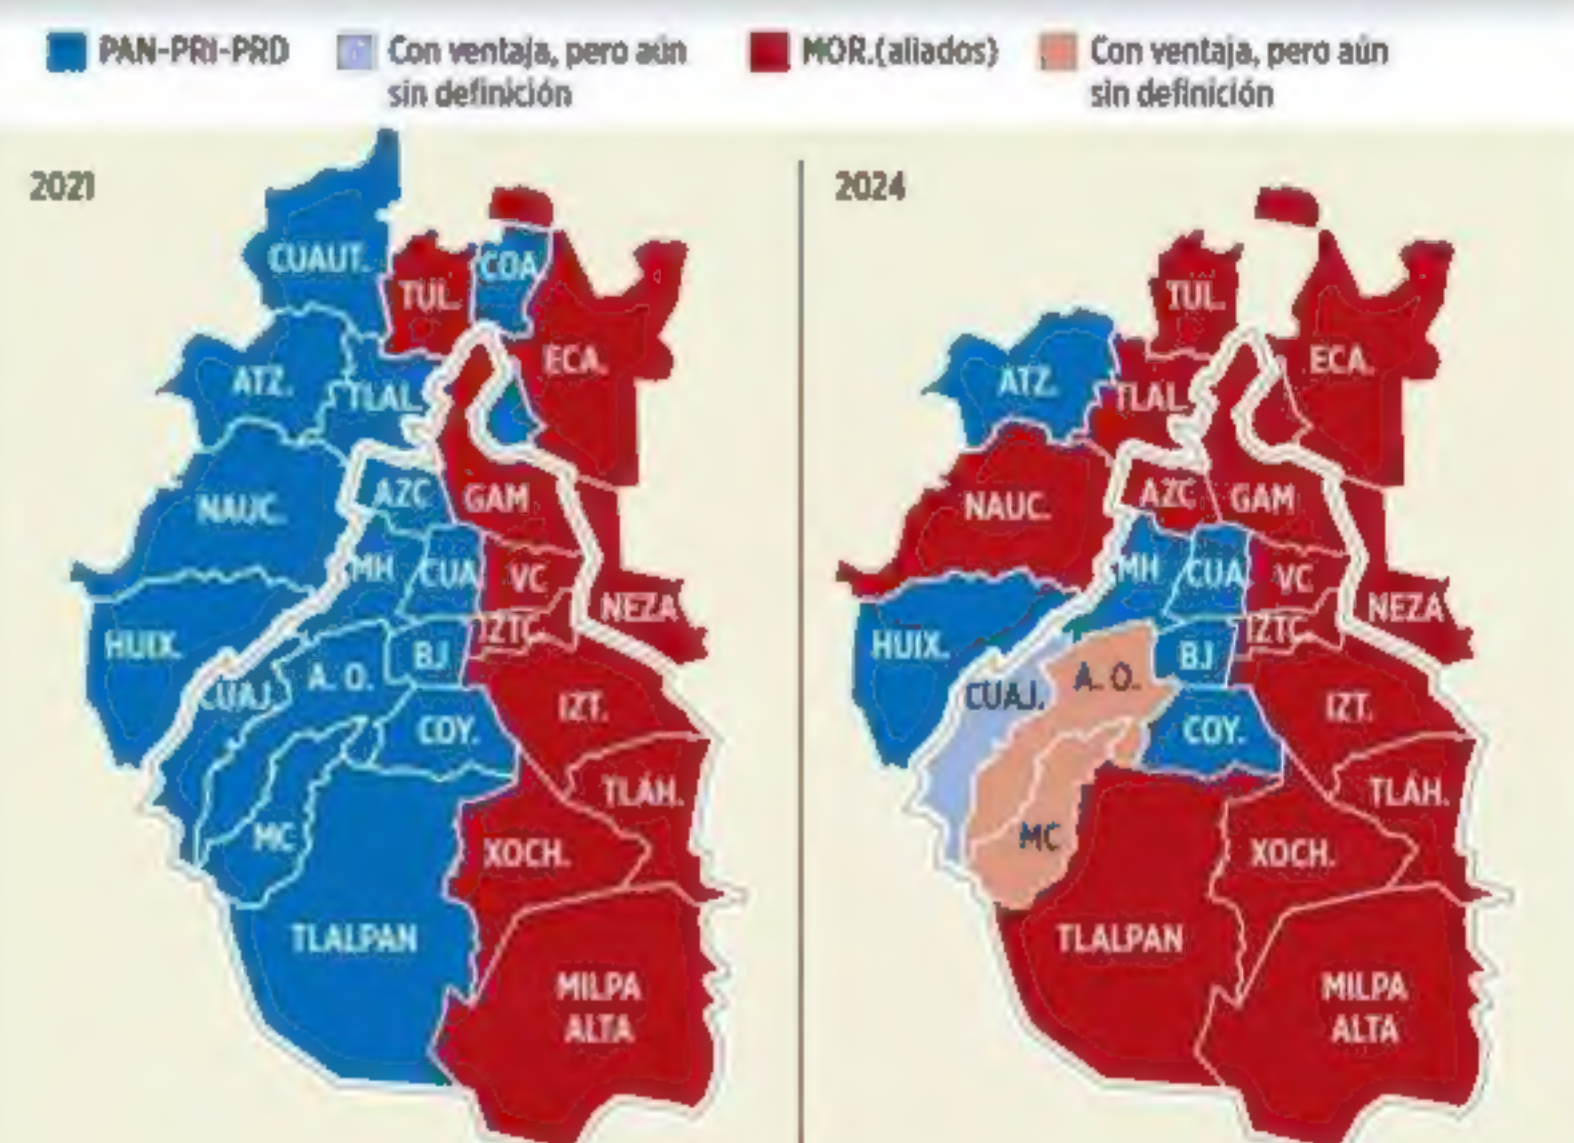 PAN-PRI-PRD
Con ventaja, pero aún
sin definición
MOR.(aliados)
Con ventaja, pero aún
sin definición
2021
CUAUT.
TUL.
COA
ECA.
ATZ.
TLAL.
NAUC.
AZC
GAM
MH
CUA.
VC
NEZA
HUIX.
IZTC.
CUAJ.
A. O.
BJ
IZT.
COY.
TLÁH.
MC
XOCH.
TLALPAN
MILPA
ALTA
2024
TUL.
ECA.
ATZ.
TLAL.
NAUC.
AZC
GAM
MH
CUA.
VC
NEZA
HUIX.
IZTC.
CUAJ.
A. O.
BJ
IZT.
COY.
TLÁH.
MC
XOCH.
TLALPAN
MILPA
ALTA